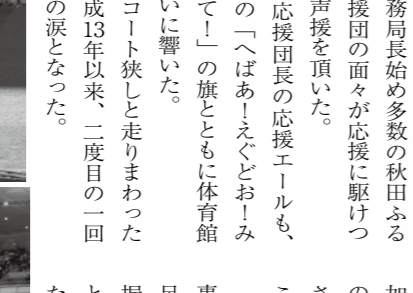 務局長始め多数の秋田ふる
援団の面々が応援に駆けつ
声援を頂いた。
応援団長の応援エールも、
の「へばあ！えぐどお！み
て！」の旗とともに体育館
いに響いた。
コート狭しと走りまわった
成13年以来、二度目の一回
の涙となった。
加
の
さ
こ